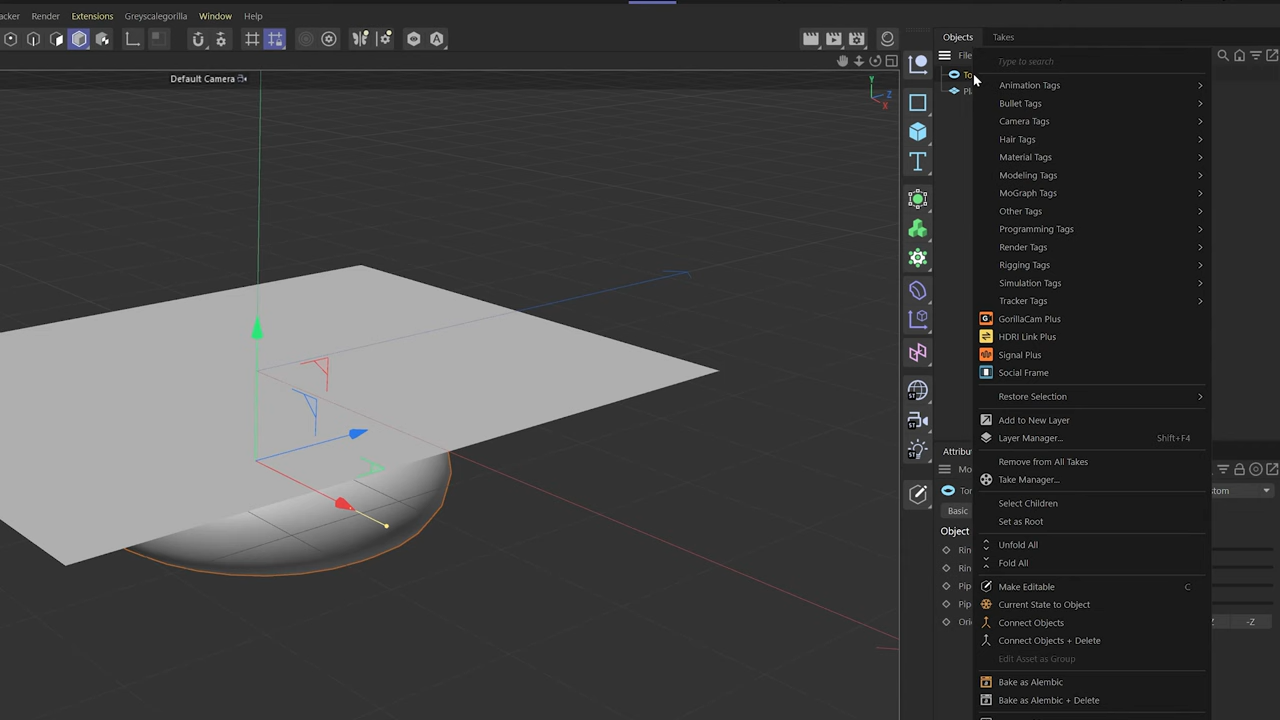 Render Extensions Greyscalegorilla Window Help
Default Camera
Y
Z
X
Objects Takes
File
Type to search
Animation Tags
Bullet Tags
Camera Tags
Hair Tags
Material Tags
Modeling Tags
MoGraph Tags
Other Tags
Programming Tags
Render Tags
Rigging Tags
Simulation Tags
Tracker Tags
GorillaCam Plus
HDRI Link Plus
Signal Plus
Social Frame
Restore Selection
Add to New Layer
Layer Manager... Shift+F4
Remove from All Takes
Take Manager...
Select Children
Set as Root
Unfold All
Fold All
Make Editable C
Current State to Object
Connect Objects
Connect Objects + Delete
Edit Asset as Group
Bake as Alembic
Bake as Alembic + Delete
ST
ST
ST
Basic
Object
-Z